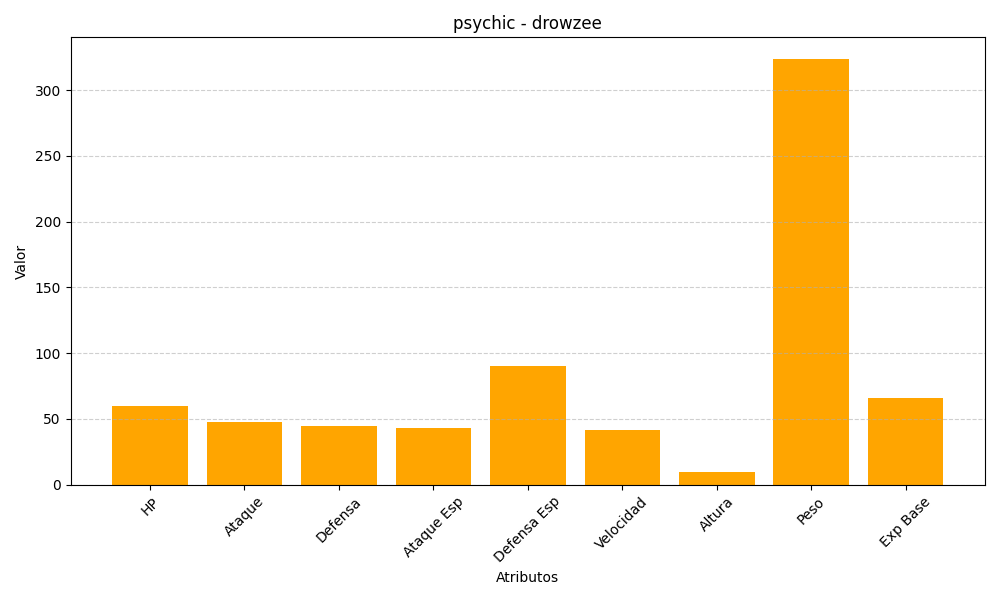 psychic - drowzee
Valor
300
250
200
150
100
50
0
HP
Ataque
Defensa
Ataque Esp
Defensa Esp
Velocidad
Altura
Peso
Exp Base
Atributos